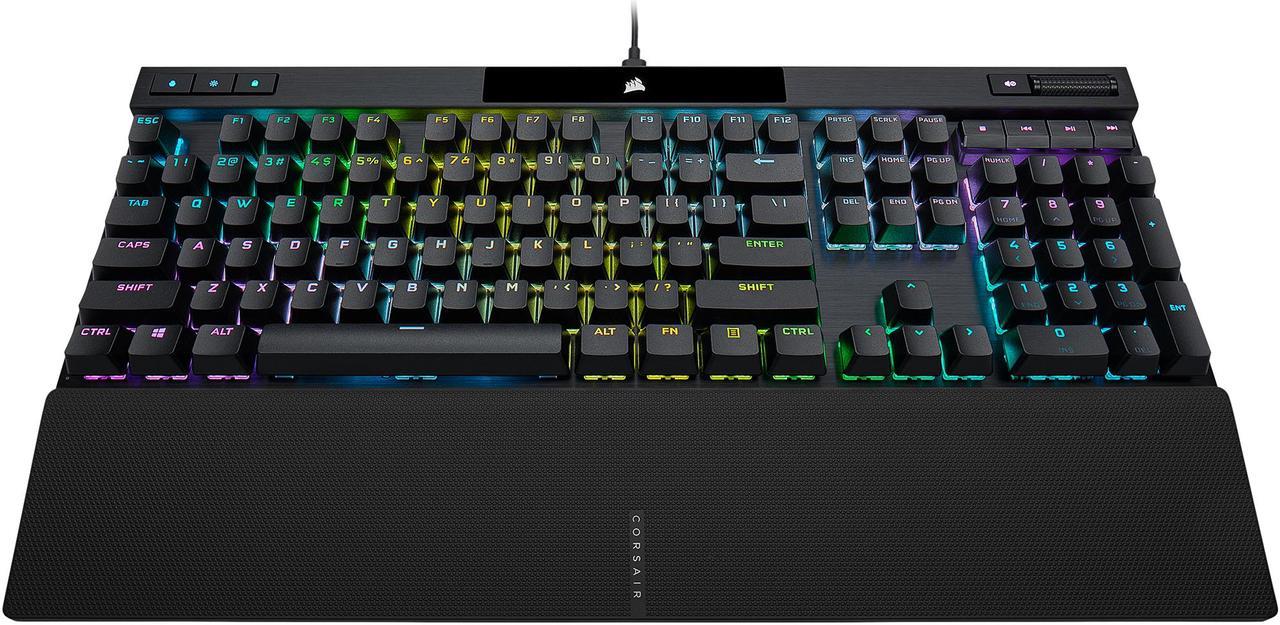 ESC F1 F2 F3 F4 F5 F6 F7 F8 F9 F10 F11 F12 PRTSC SCRLK PAUSE
~ ` 1 ! 2 @ 3 # 4 $ 5 % 6 ^ 7 & 8 * 9 ( 0 ) - _ = + INS HOME PG UP NUMLK / * -
TAB Q W E R T Y U I O P [ { ] } \ | DEL END PG DN 7 HOME 8 ^ 9 PG UP +
CAPS A S D F G H J K L ; : ' " ENTER 4 < 5 6 >
SHIFT Z X C V B N M , < . > / ? SHIFT ^ 1 END 2 3 PG DN ENT
CTRL ALT ALT FN CTRL < > 0 INS . DEL
CORSAIR